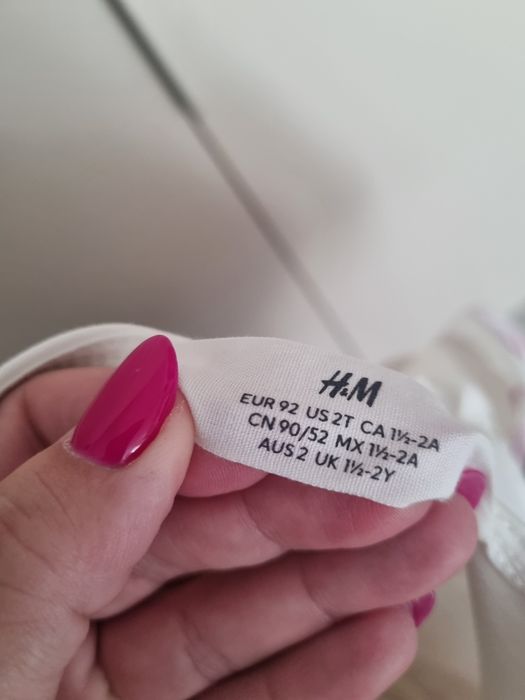 H&M
EUR 92 US 2T CA 1½-2A
CN 90/52 MX 1½-2A
AUS 2 UK 1½-2Y